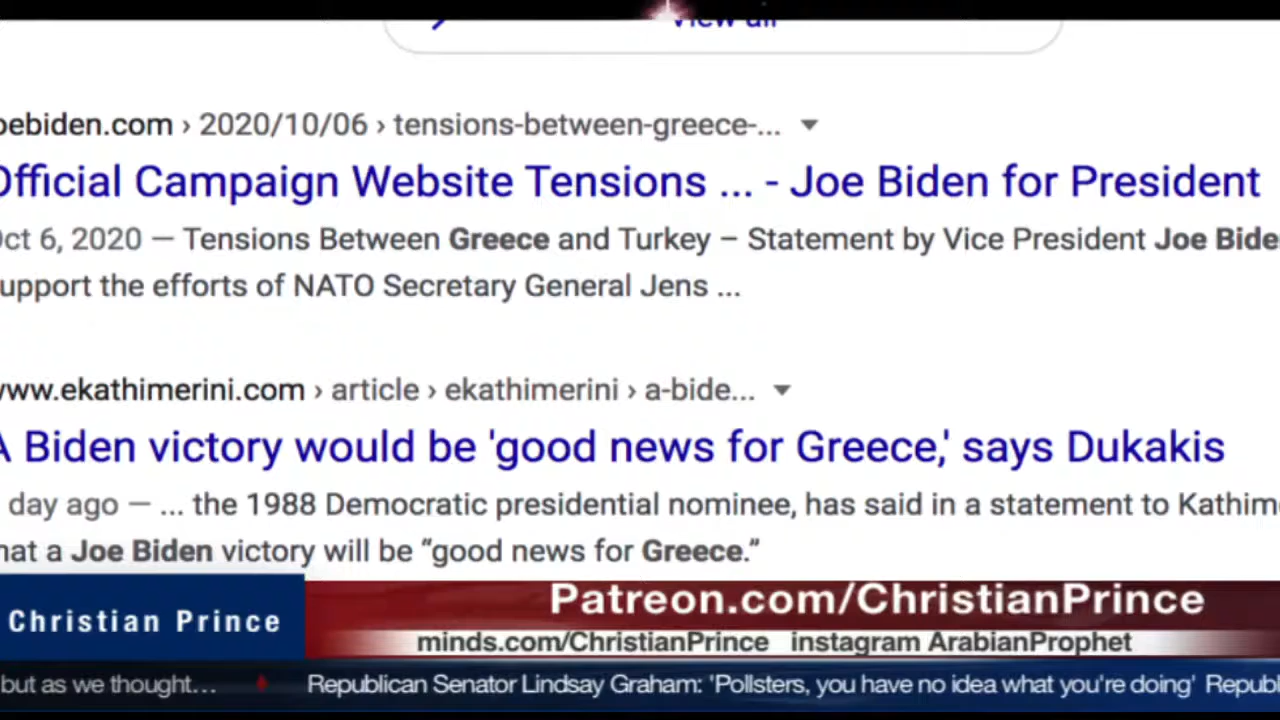 View all
oebiden.com › 2020/10/06 › tensions-between-greece-...
Official Campaign Website Tensions ... - Joe Biden for President
Oct 6, 2020 — Tensions Between Greece and Turkey – Statement by Vice President Joe Bide
upport the efforts of NATO Secretary General Jens ...
www.ekathimerini.com › article › ekathimerini › a-bide...
A Biden victory would be 'good news for Greece,' says Dukakis
day ago — ... the 1988 Democratic presidential nominee, has said in a statement to Kathim
hat a Joe Biden victory will be “good news for Greece.”
Christian Prince
Patreon.com/ChristianPrince
minds.com/ChristianPrince instagram ArabianProphet
but as we thought... Republican Senator Lindsay Graham: 'Pollsters, you have no idea what you're doing' Republ